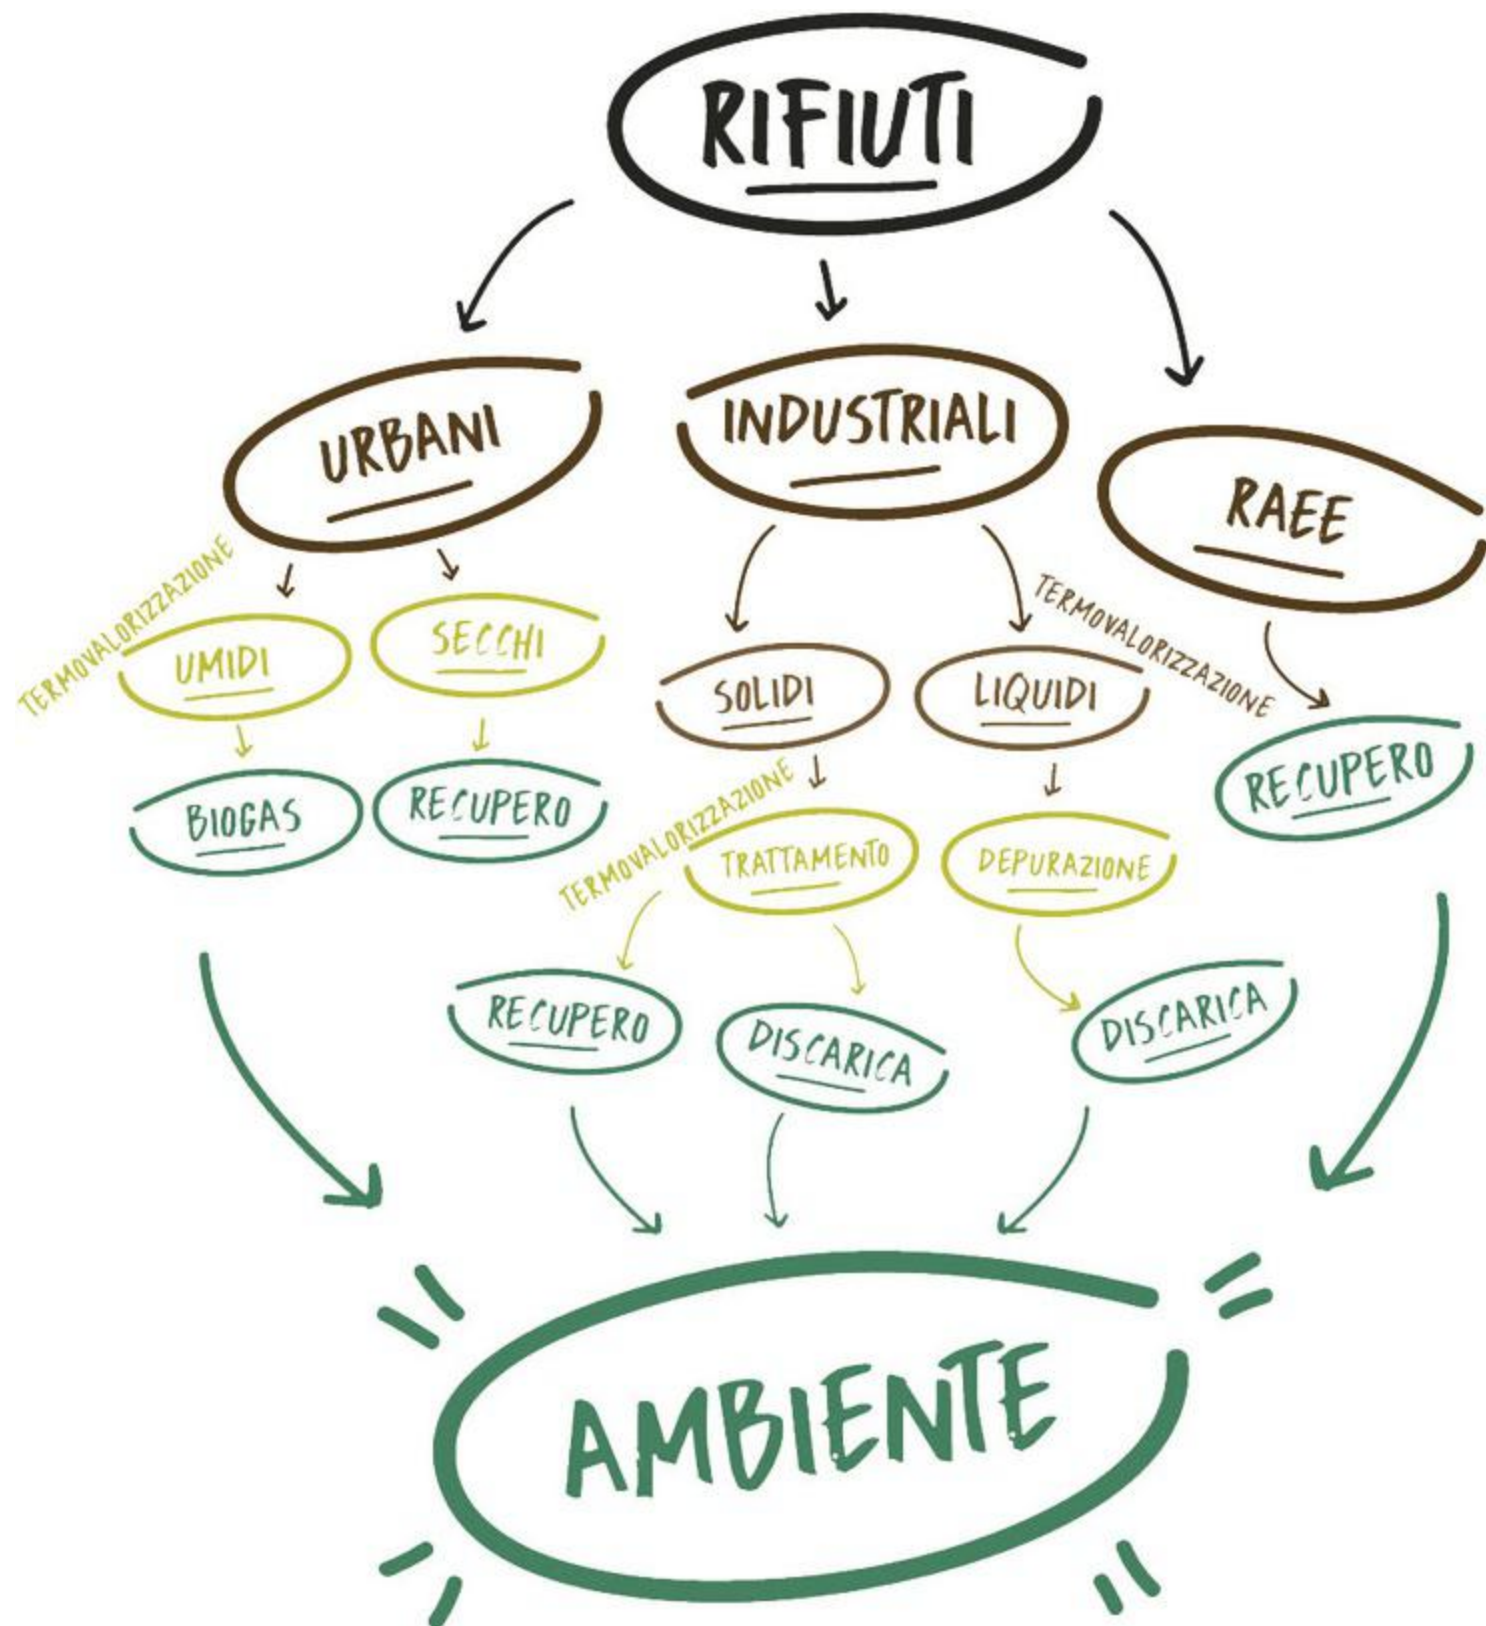 RIFIUTI
URBANI
INDUSTRIALI
RAEE
TERMOVALORIZZAZIONE
UMIDI
SECCHI
SOLIDI
LIQUIDI
TERMOVALORIZZAZIONE
BIOGAS
RECUPERO
TERMOVALORIZZAZIONE
TRATTAMENTO
DEPURAZIONE
RECUPERO
RECUPERO
DISCARICA
DISCARICA
AMBIENTE